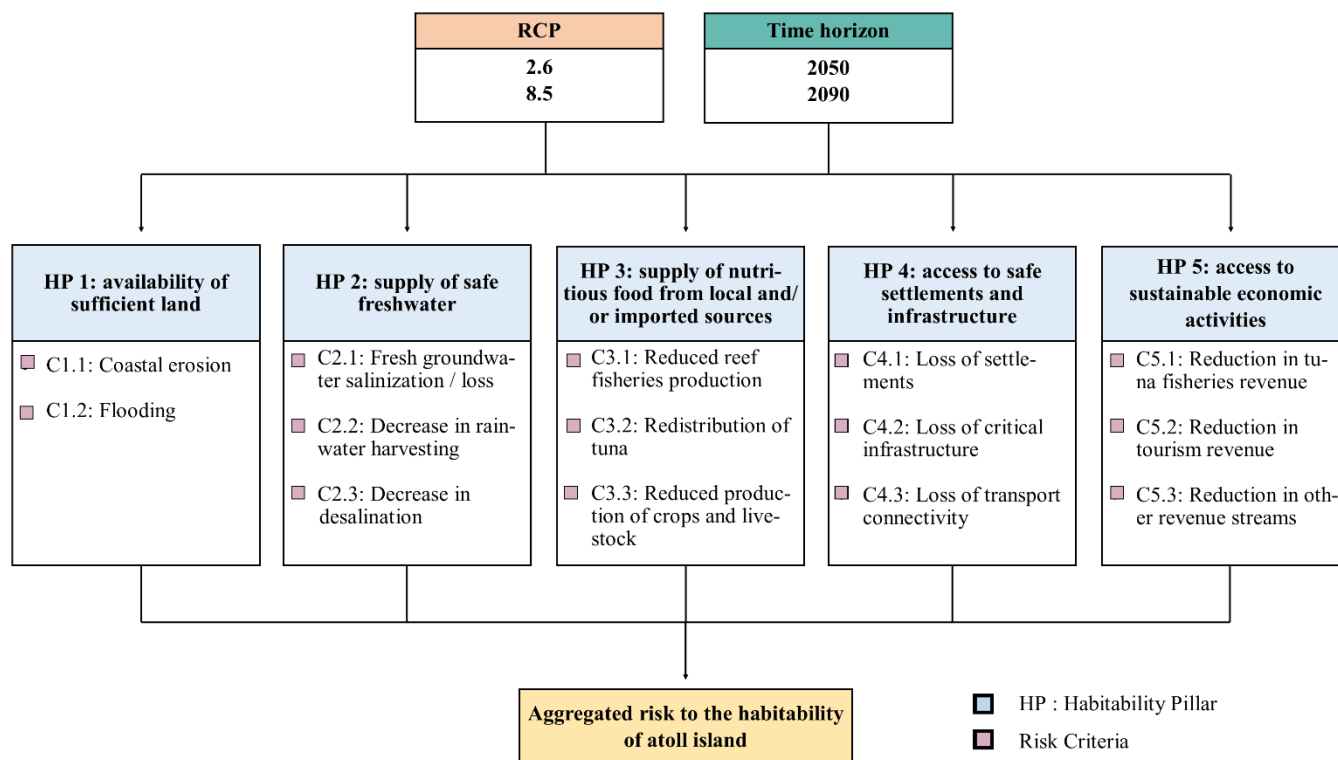 RCP
2.6
8.5
Time horizon
2050
2090
HP 1: availability of
sufficient land
C1.1: Coastal erosion
C1.2: Flooding
HP 2: supply of safe
freshwater
C2.1: Fresh groundwa-
ter salinization / loss
C2.2: Decrease in rain-
water harvesting
C2.3: Decrease in
desalination
HP 3: supply of nutri-
tious food from local and/
or imported sources
C3.1: Reduced reef
fisheries production
C3.2: Redistribution of
tuna
C3.3: Reduced produc-
tion of crops and live-
stock
HP 4: access to safe
settlements and
infrastructure
C4.1: Loss of settle-
ments
C4.2: Loss of critical
infrastructure
C4.3: Loss of transport
connectivity
HP 5: access to
sustainable economic
activities
C5.1: Reduction in tu-
na fisheries revenue
C5.2: Reduction in
tourism revenue
C5.3: Reduction in oth-
er revenue streams
Aggregated risk to the habitability
of atoll island
HP : Habitability Pillar
Risk Criteria